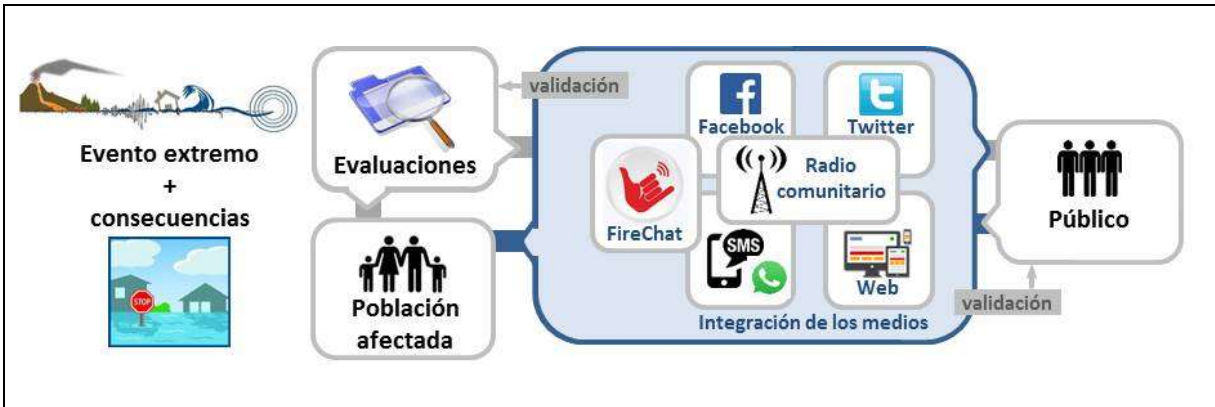 Evento extremo
+
consecuencias
STOP
Evaluaciones
validación
Población
afectada
Facebook
Twitter
FireChat
Radio
comunitario
SMS
Web
Integración de los medios
Público
validación